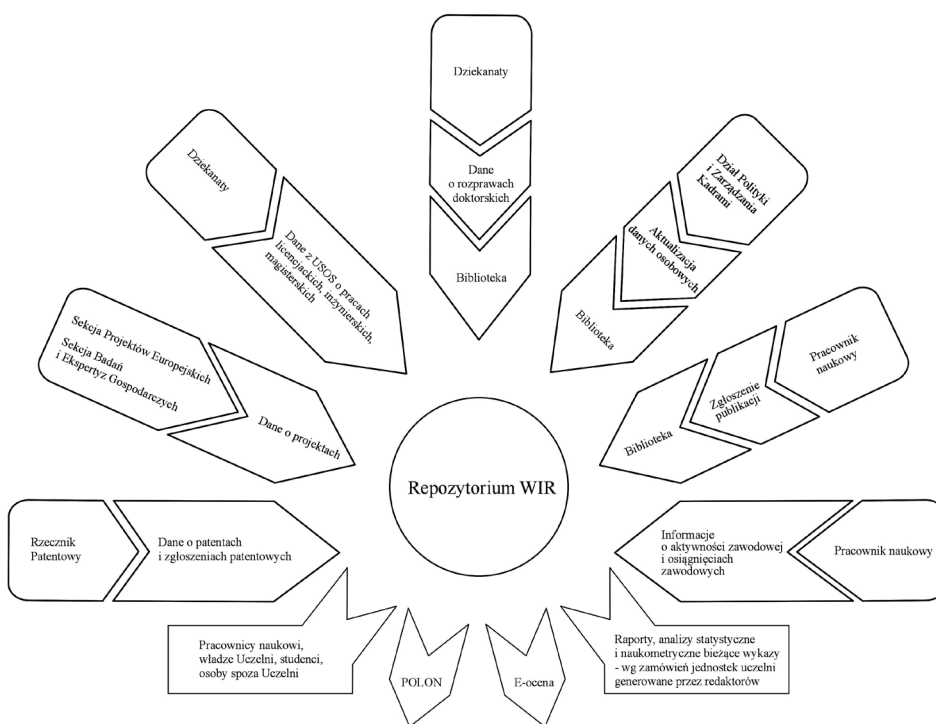 Dziekanaty
Dane
o rozprawach
doktorskich
Biblioteka
Dziekanaty
Dane z USOS o pracach
licencjackich, inżynierskich,
magisterskich
Dział Polityki
i Zarządzania
Kadrami
Aktualizacja
danych osobowych
Biblioteka
Sekcja Projektów Europejskich
Sekcja Badań
i Ekspertyz Gospodarczych
Dane o projektach
Pracownik
naukowy
Zgłoszenie
publikacji
Biblioteka
Repozytorium WIR
Rzecznik
Patentowy
Dane o patentach
i zgłoszeniach patentowych
Informacje
o aktywności zawodowej
i osiągnięciach
zawodowych
Pracownik naukowy
Pracownicy naukowi,
władze Uczelni, studenci,
osoby spoza Uczelni
POLON
E-ocena
Raporty, analizy statystyczne
i naukometryczne bieżące wykazy
- wg zamówień jednostek uczelni
generowane przez redaktorów